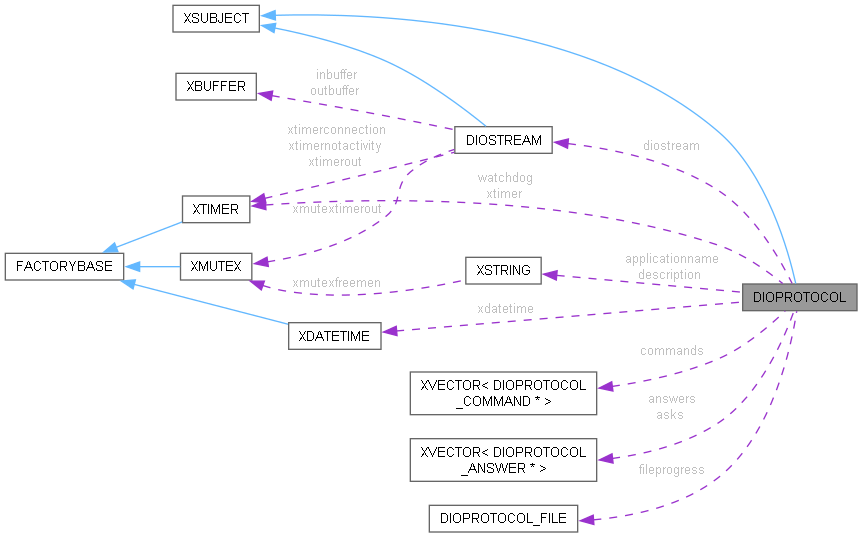 XSUBJECT
XBUFFER
inbuffer
outbuffer
DIOSTREAM
xtimerconnection
xtimernotactivity
xtimerout
diostream
XTIMER
watchdog
xtimer
xmutextimerout
FACTORYBASE
XMUTEX
XSTRING
applicationname
description
xmutexfreemen
DIOPROTOCOL
XDATETIME
xdatetime
XVECTOR< DIOPROTOCOL
_COMMAND * >
commands
XVECTOR< DIOPROTOCOL
_ANSWER * >
answers
asks
DIOPROTOCOL_FILE
fileprogress